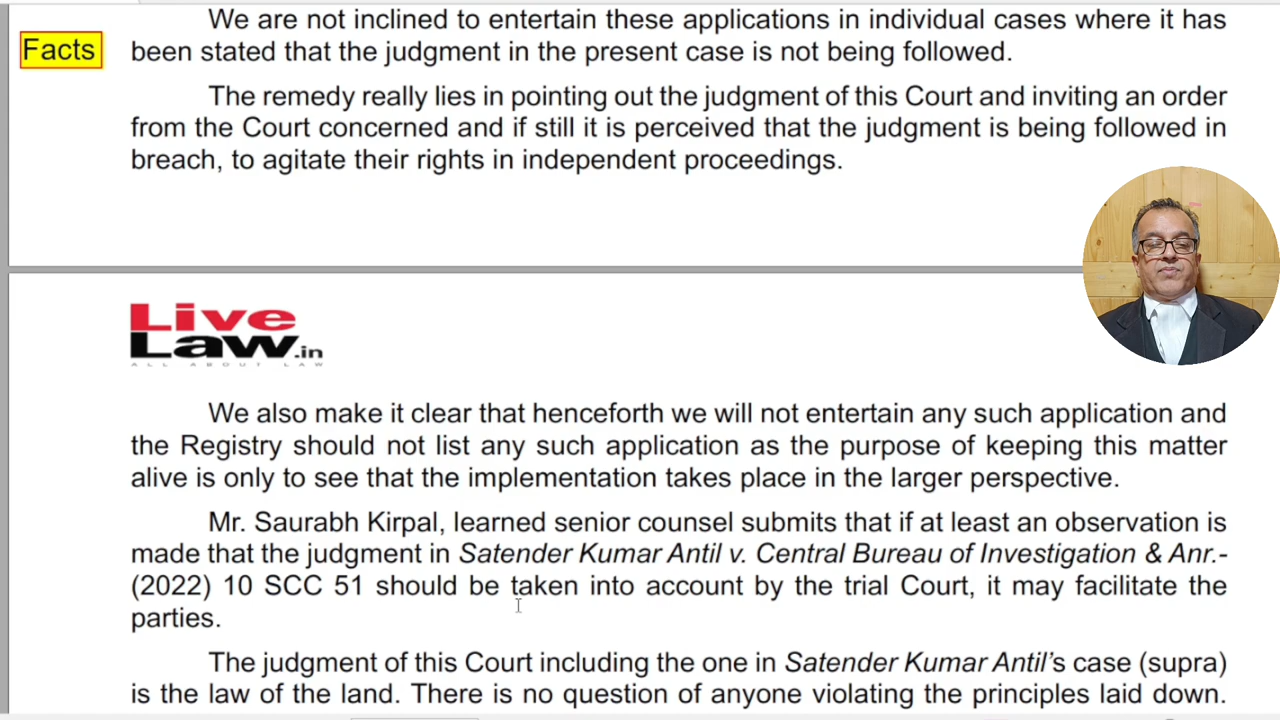 We are not inclined to entertain these applications in individual cases where it has
Facts
been stated that the judgment in the present case is not being followed.
The remedy really lies in pointing out the judgment of this Court and inviting an order
from the Court concerned and if still it is perceived that the judgment is being followed in
breach, to agitate their rights in independent proceedings.
Live
Law.in
ALL ABOUT LAW
We also make it clear that henceforth we will not entertain any such application and
the Registry should not list any such application as the purpose of keeping this matter
alive is only to see that the implementation takes place in the larger perspective.
Mr. Saurabh Kirpal, learned senior counsel submits that if at least an observation is
made that the judgment in Satender Kumar Antil v. Central Bureau of Investigation & Anr.-
(2022) 10 SCC 51 should be taken into account by the trial Court, it may facilitate the
parties.
The judgment of this Court including the one in Satender Kumar Antil's case (supra)
is the law of the land. There is no question of anyone violating the principles laid down.